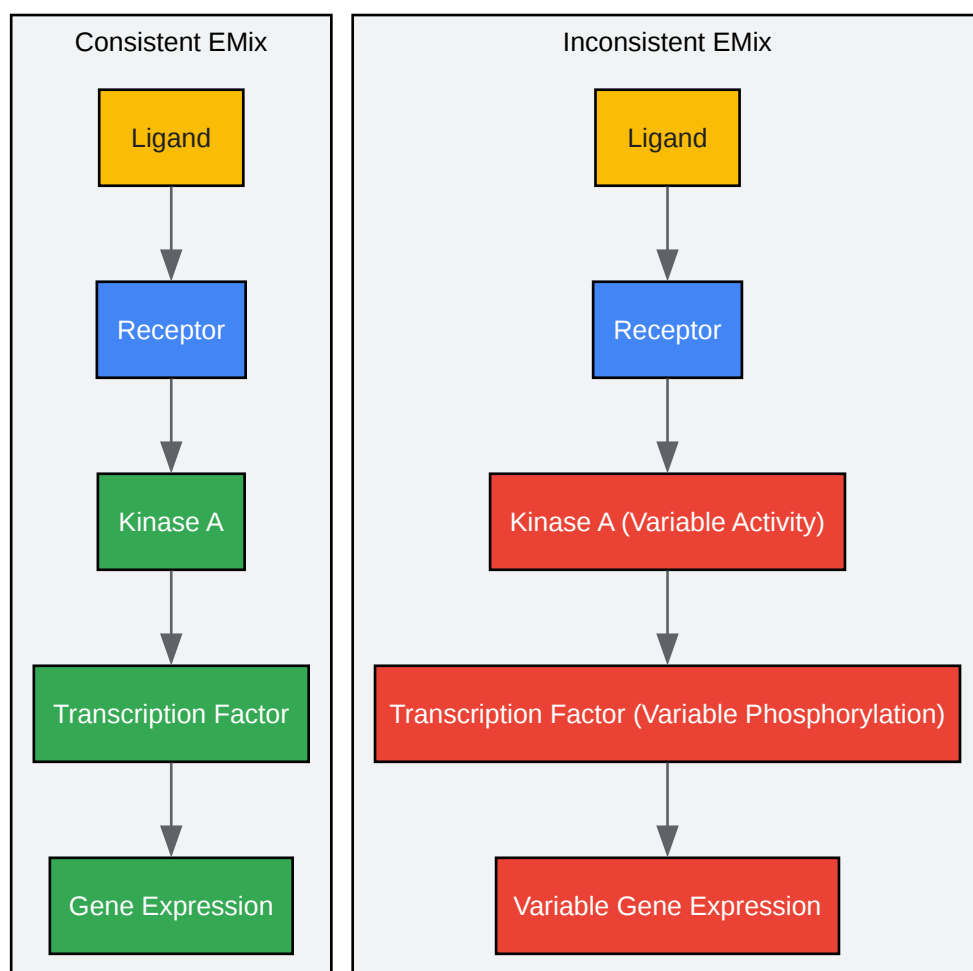 Consistent EMix
Ligand
Receptor
Kinase A
Transcription Factor
Gene Expression
Inconsistent EMix
Ligand
Receptor
Kinase A (Variable Activity)
Transcription Factor (Variable Phosphorylation)
Variable Gene Expression